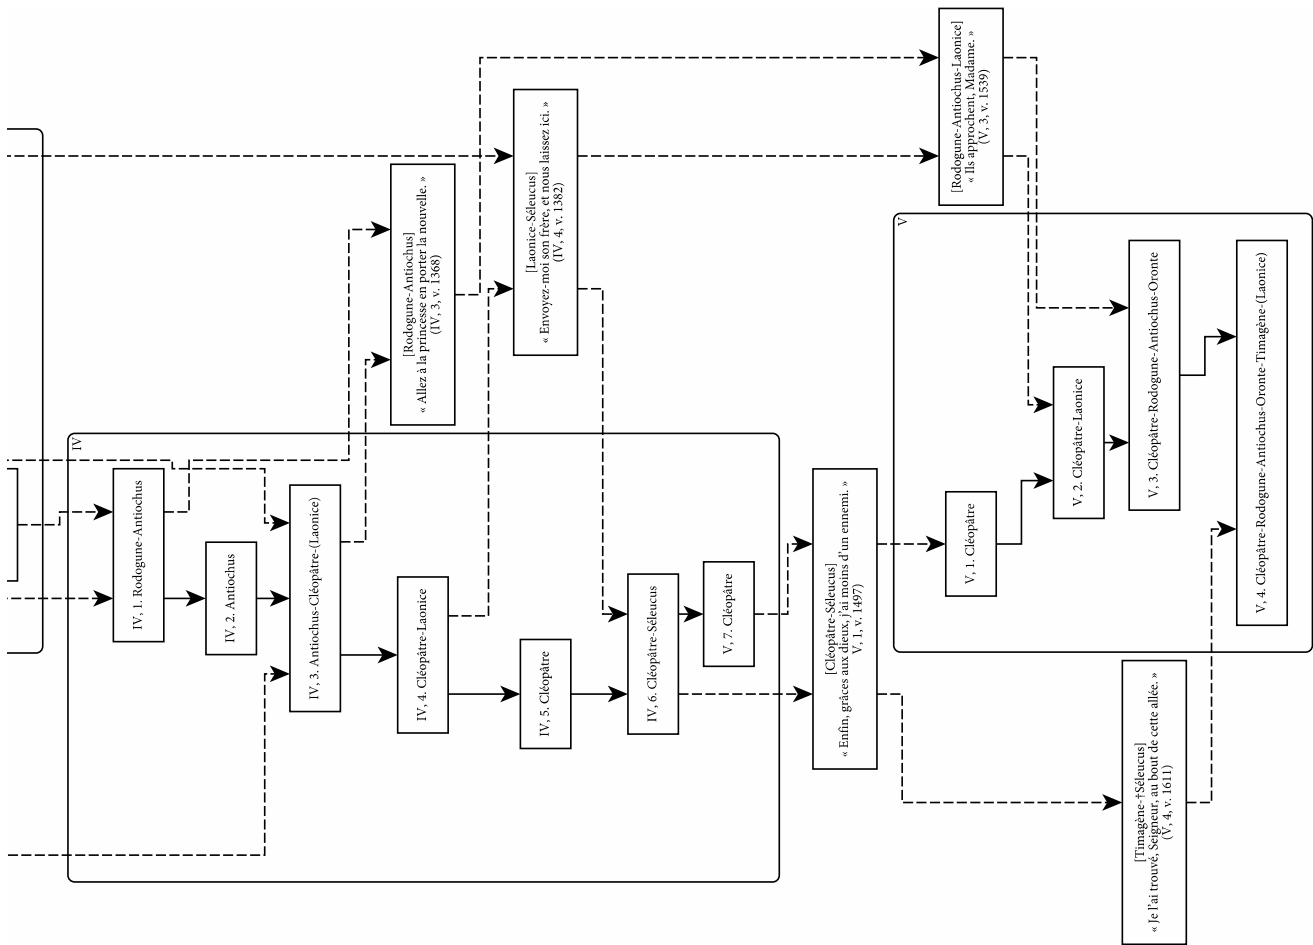 IV
IV, 1. Rodogune-Antiochus
IV, 2. Antiochus
IV, 3. Antiochus-Cléopâtre-(Laonice)
[Rodogune-Antiochus]
« Allez à la princesse en porter la nouvelle. »
(IV, 3, v. 1368)
IV, 4. Cléopâtre-Laonice
[Laonice-Séleucus]
« Envoyez-moi son frère, et nous laissez ici. »
(IV, 4, v. 1382)
IV, 5. Cléopâtre
IV, 6. Cléopâtre-Séleucus
V, 7. Cléopâtre
[Cléopâtre-Séleucus]
« Enfin, grâces aux dieux, j’ai moins d’un ennemi. »
V, 1, v. 1497)
V
[Rodogune-Antiochus-Laonice]
« Ils approchent, Madame. »
(V, 3, v. 1539)
V, 1. Cléopâtre
V, 2. Cléopâtre-Laonice
V, 3. Cléopâtre-Rodogune-Antiochus-Oronte
[Timagène-†Séleucus]
« Je l’ai trouvé, Seigneur, au bout de cette allée. »
(V, 4, v. 1611)
V, 4. Cléopâtre-Rodogune-Antiochus-Oronte-Timagène-(Laonice)